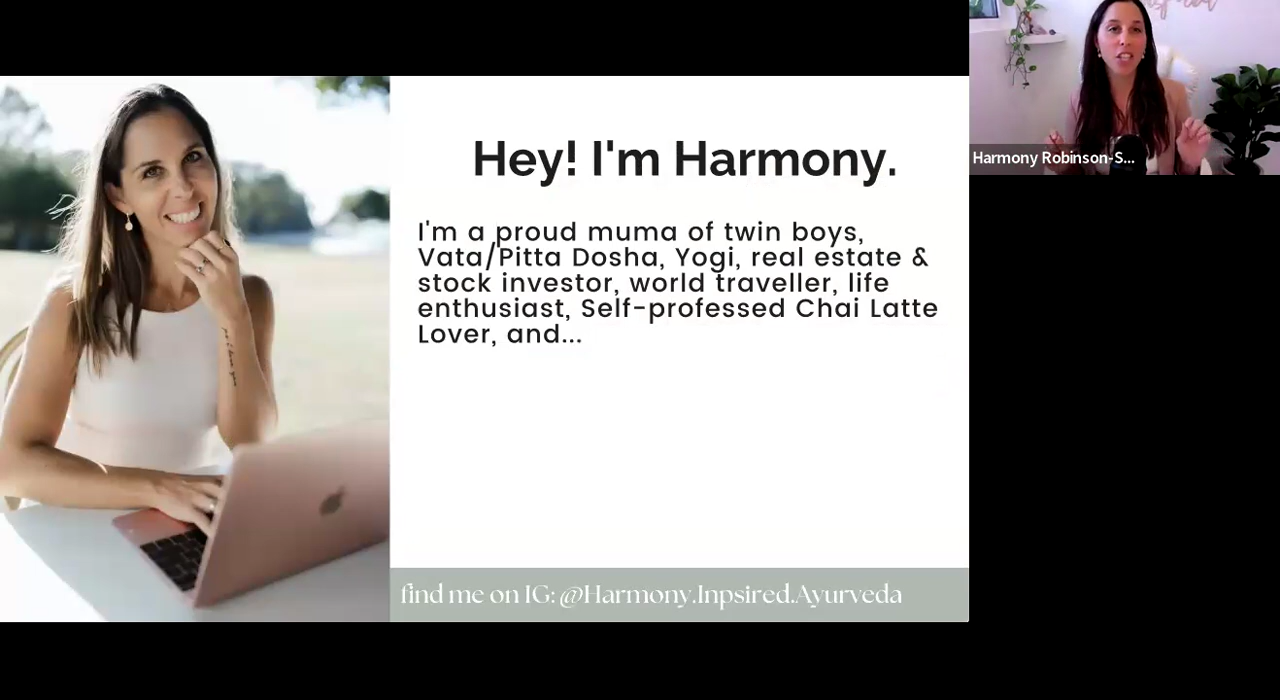 Hey! I'm Harmony.
I'm a proud muma of twin boys,
Vata/Pitta Dosha, Yogi, real estate &
stock investor, world traveller, life
enthusiast, Self-professed Chai Latte
Lover, and...
find me on IG: @Harmony.Inpsired.Ayurveda
Harmony Robinson-S...